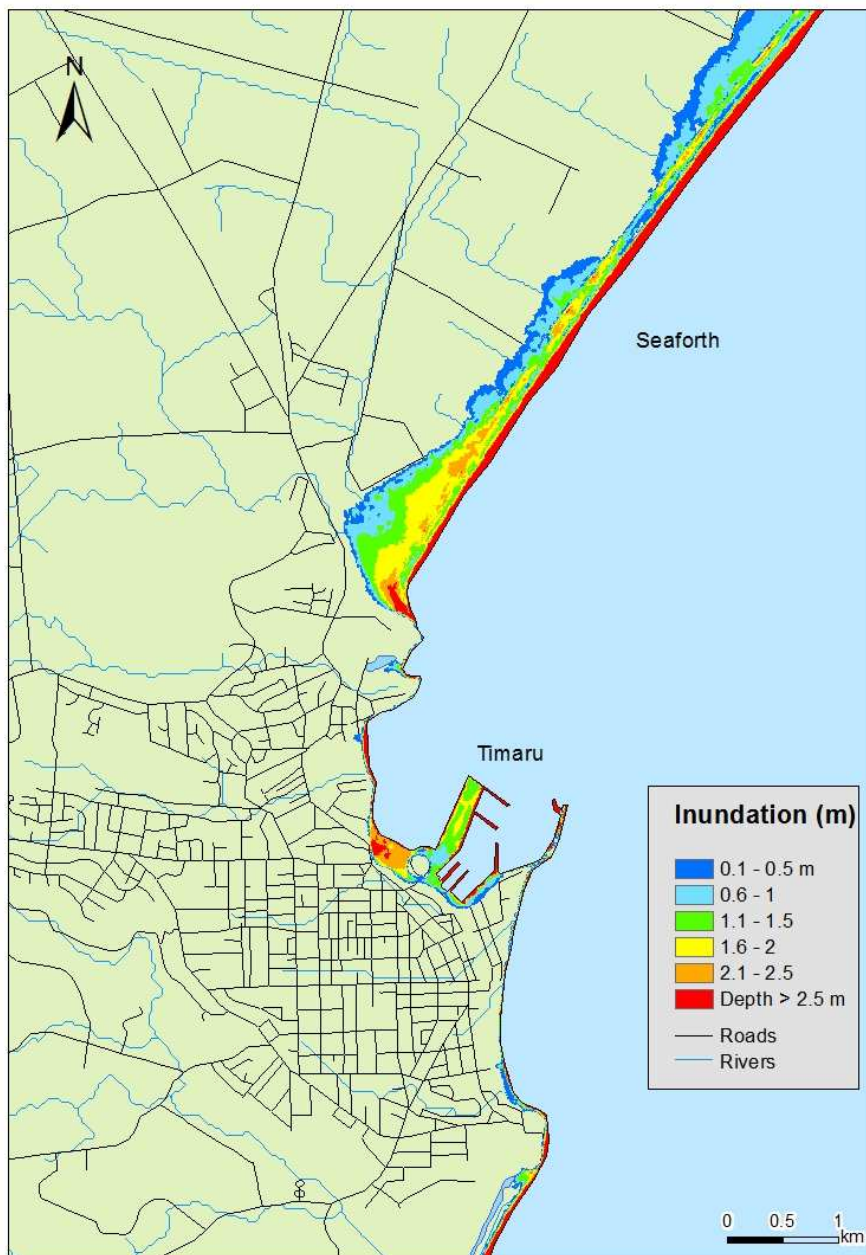 N
Seaforth
Timaru
Inundation (m)
0.1 - 0.5 m
0.6 - 1
1.1 - 1.5
1.6 - 2
2.1 - 2.5
Depth > 2.5 m
Roads
Rivers
0 0.5 1
km